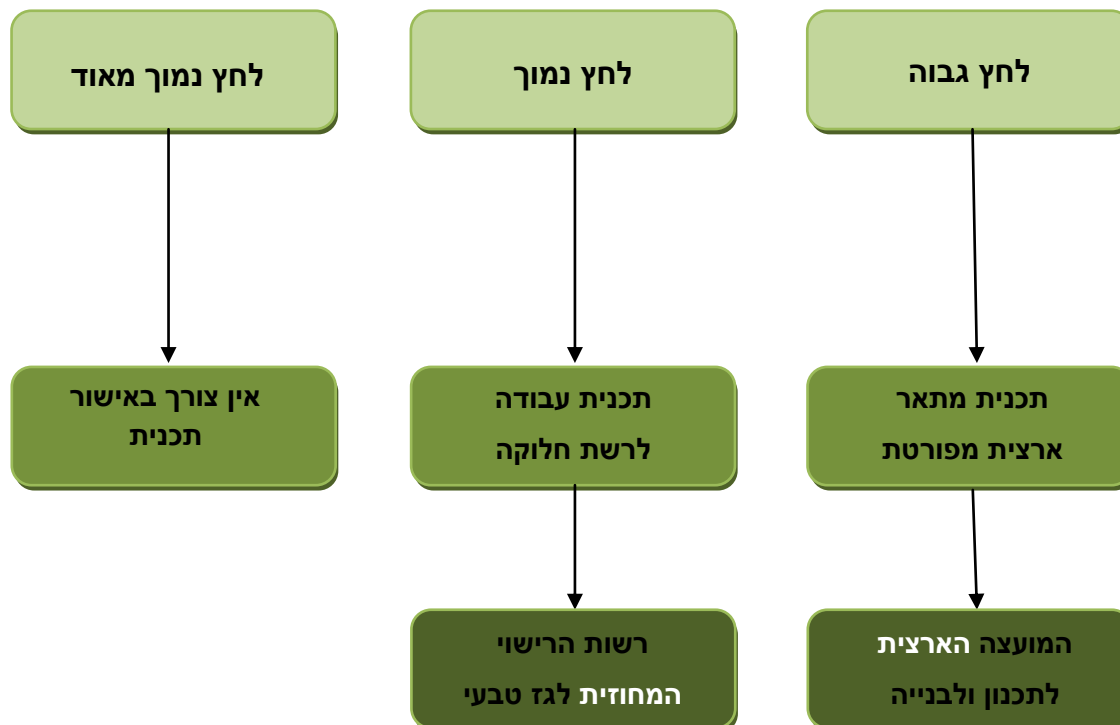 לחץ גבוה
לחץ נמוך
לחץ נמוך מאוד
תכנית מתאר
ארצית מפורטת
תכנית עבודה
לרשת חלוקה
אין צורך באישור
תכנית
המועצה הארצית
לתכנון ולבנייה
רשות הרישוי
המחוזית לגז טבעי